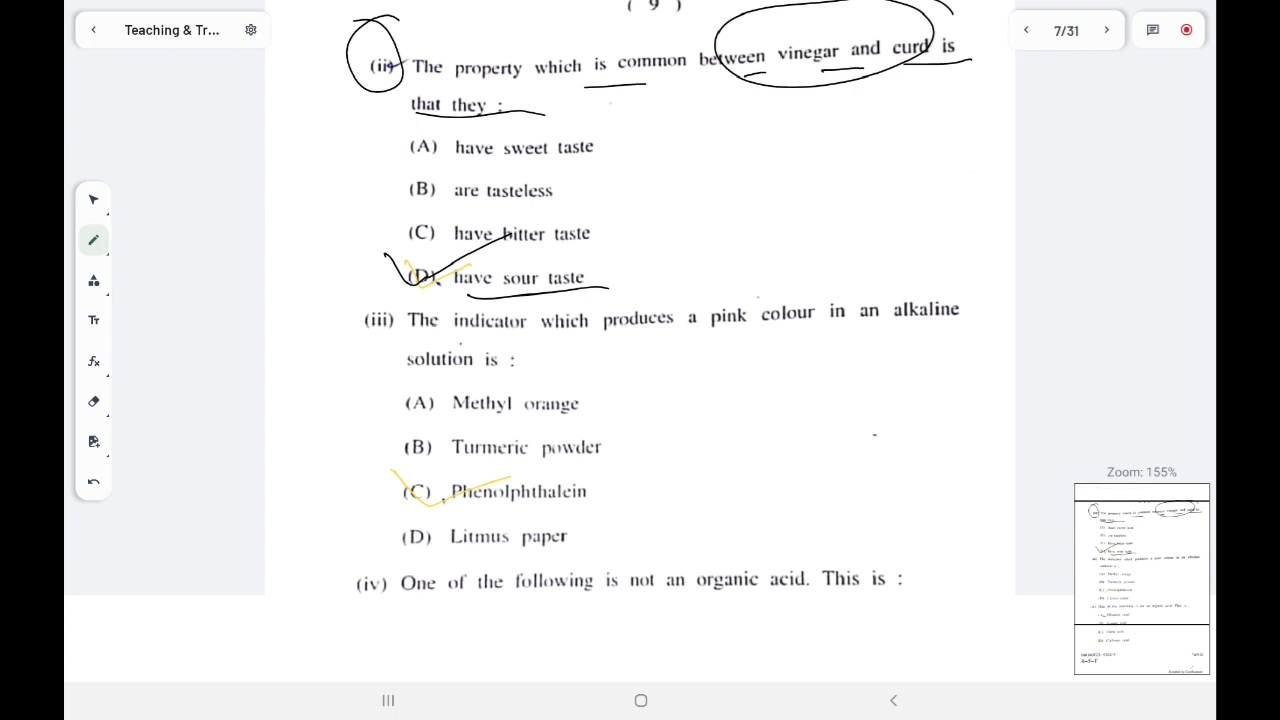 ( 9 )
Teaching & Tr...
7/31
(ii) The property which is common between vinegar and curd is
that they :
(A) have sweet taste
(B) are tasteless
(C) have bitter taste
(D) have sour taste
(iii) The indicator which produces a pink colour in an alkaline
solution is :
(A) Methyl orange
(B) Turmeric powder
(C) Phenolphthalein
(D) Litmus paper
(iv) One of the following is not an organic acid. This is :
Tr
fx
Zoom: 155%